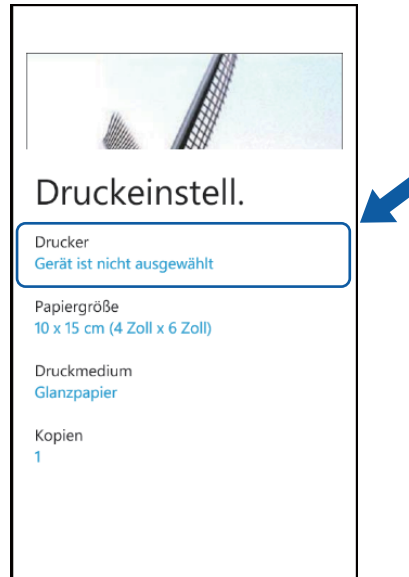 Druckeinstell.
Drucker
Gerät ist nicht ausgewählt
Papiergröße
10 x 15 cm (4 Zoll x 6 Zoll)
Druckmedium
Glanzpapier
Kopien
1